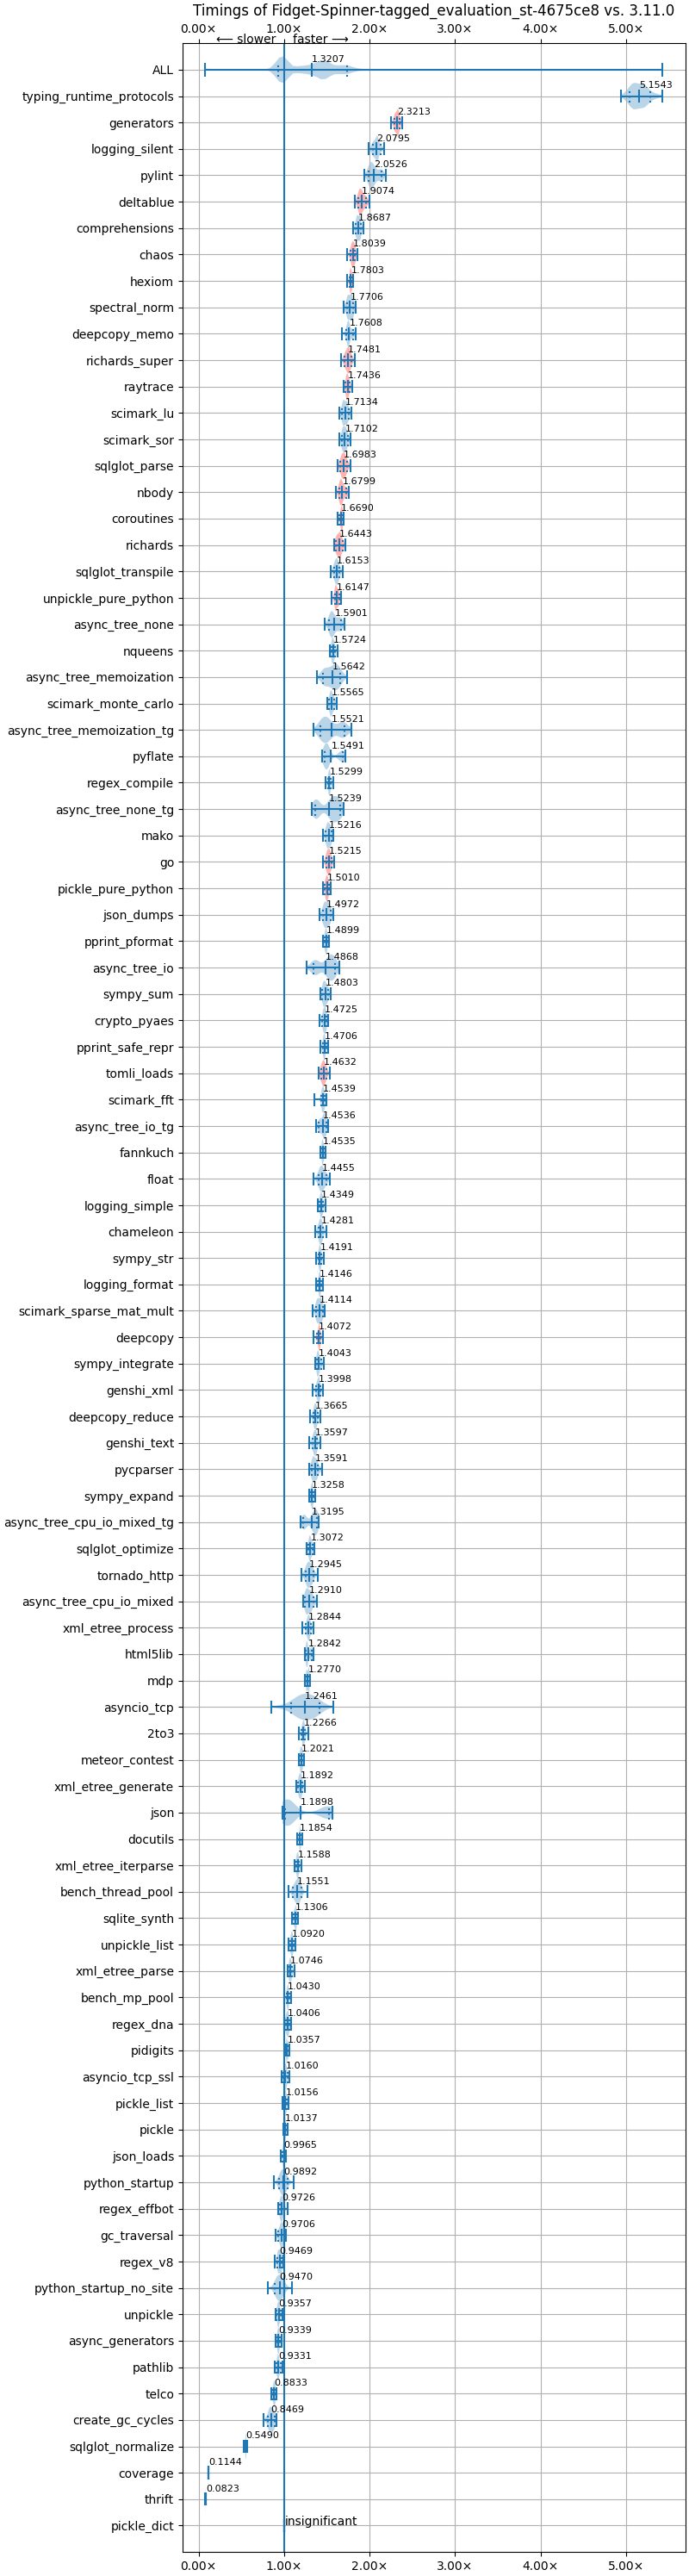 Timings of Fidget-Spinner-tagged_evaluation_st-4675ce8 vs. 3.11.0
0.00× 1.00× 2.00× 3.00× 4.00× 5.00×
⟵ slower faster ⟶
ALL 1.3207
typing_runtime_protocols 5.1543
generators 2.3213
logging_silent 2.0795
pylint 2.0526
deltablue 1.9074
comprehensions 1.8687
chaos 1.8039
hexiom 1.7803
spectral_norm 1.7706
deepcopy_memo 1.7608
richards_super 1.7481
raytrace 1.7436
scimark_lu 1.7134
scimark_sor 1.7102
sqlglot_parse 1.6983
nbody 1.6799
coroutines 1.6690
richards 1.6443
sqlglot_transpile 1.6153
unpickle_pure_python 1.6147
async_tree_none 1.5901
nqueens 1.5724
async_tree_memoization 1.5642
scimark_monte_carlo 1.5565
async_tree_memoization_tg 1.5521
pyflate 1.5491
regex_compile 1.5299
async_tree_none_tg 1.5239
mako 1.5216
go 1.5215
pickle_pure_python 1.5010
json_dumps 1.4972
pprint_pformat 1.4899
async_tree_io 1.4868
sympy_sum 1.4803
crypto_pyaes 1.4725
pprint_safe_repr 1.4706
tomli_loads 1.4632
scimark_fft 1.4539
async_tree_io_tg 1.4536
fannkuch 1.4535
float 1.4455
logging_simple 1.4349
chameleon 1.4281
sympy_str 1.4191
logging_format 1.4146
scimark_sparse_mat_mult 1.4114
deepcopy 1.4072
sympy_integrate 1.4043
genshi_xml 1.3998
deepcopy_reduce 1.3665
genshi_text 1.3597
pycparser 1.3591
sympy_expand 1.3258
async_tree_cpu_io_mixed_tg 1.3195
sqlglot_optimize 1.3072
tornado_http 1.2945
async_tree_cpu_io_mixed 1.2910
xml_etree_process 1.2844
html5lib 1.2842
mdp 1.2770
asyncio_tcp 1.2461
2to3 1.2266
meteor_contest 1.2021
xml_etree_generate 1.1892
json 1.1898
docutils 1.1854
xml_etree_iterparse 1.1588
bench_thread_pool 1.1551
sqlite_synth 1.1306
unpickle_list 1.0920
xml_etree_parse 1.0746
bench_mp_pool 1.0430
regex_dna 1.0406
pidigits 1.0357
asyncio_tcp_ssl 1.0160
pickle_list 1.0156
pickle 1.0137
json_loads 0.9965
python_startup 0.9892
regex_effbot 0.9726
gc_traversal 0.9706
regex_v8 0.9469
python_startup_no_site 0.9470
unpickle 0.9357
async_generators 0.9339
pathlib 0.9331
telco 0.8833
create_gc_cycles 0.8469
sqlglot_normalize 0.5490
coverage 0.1144
thrift 0.0823
pickle_dict insignificant
0.00× 1.00× 2.00× 3.00× 4.00× 5.00×